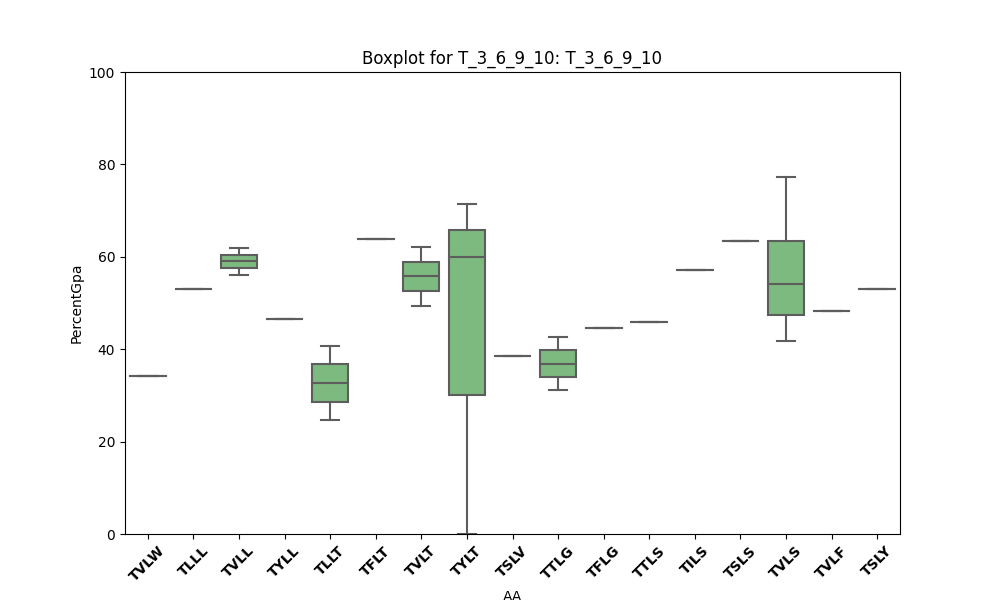 Boxplot for T_3_6_9_10: T_3_6_9_10
100
80
60
40
20
0
PercentGpa
TVLW TLLL TVLL TYLL TLLT TFLT TVLT TYLT TSLV TTLG TFLG TTLS TILS TSLS TVLS TVLF TSLY
AA